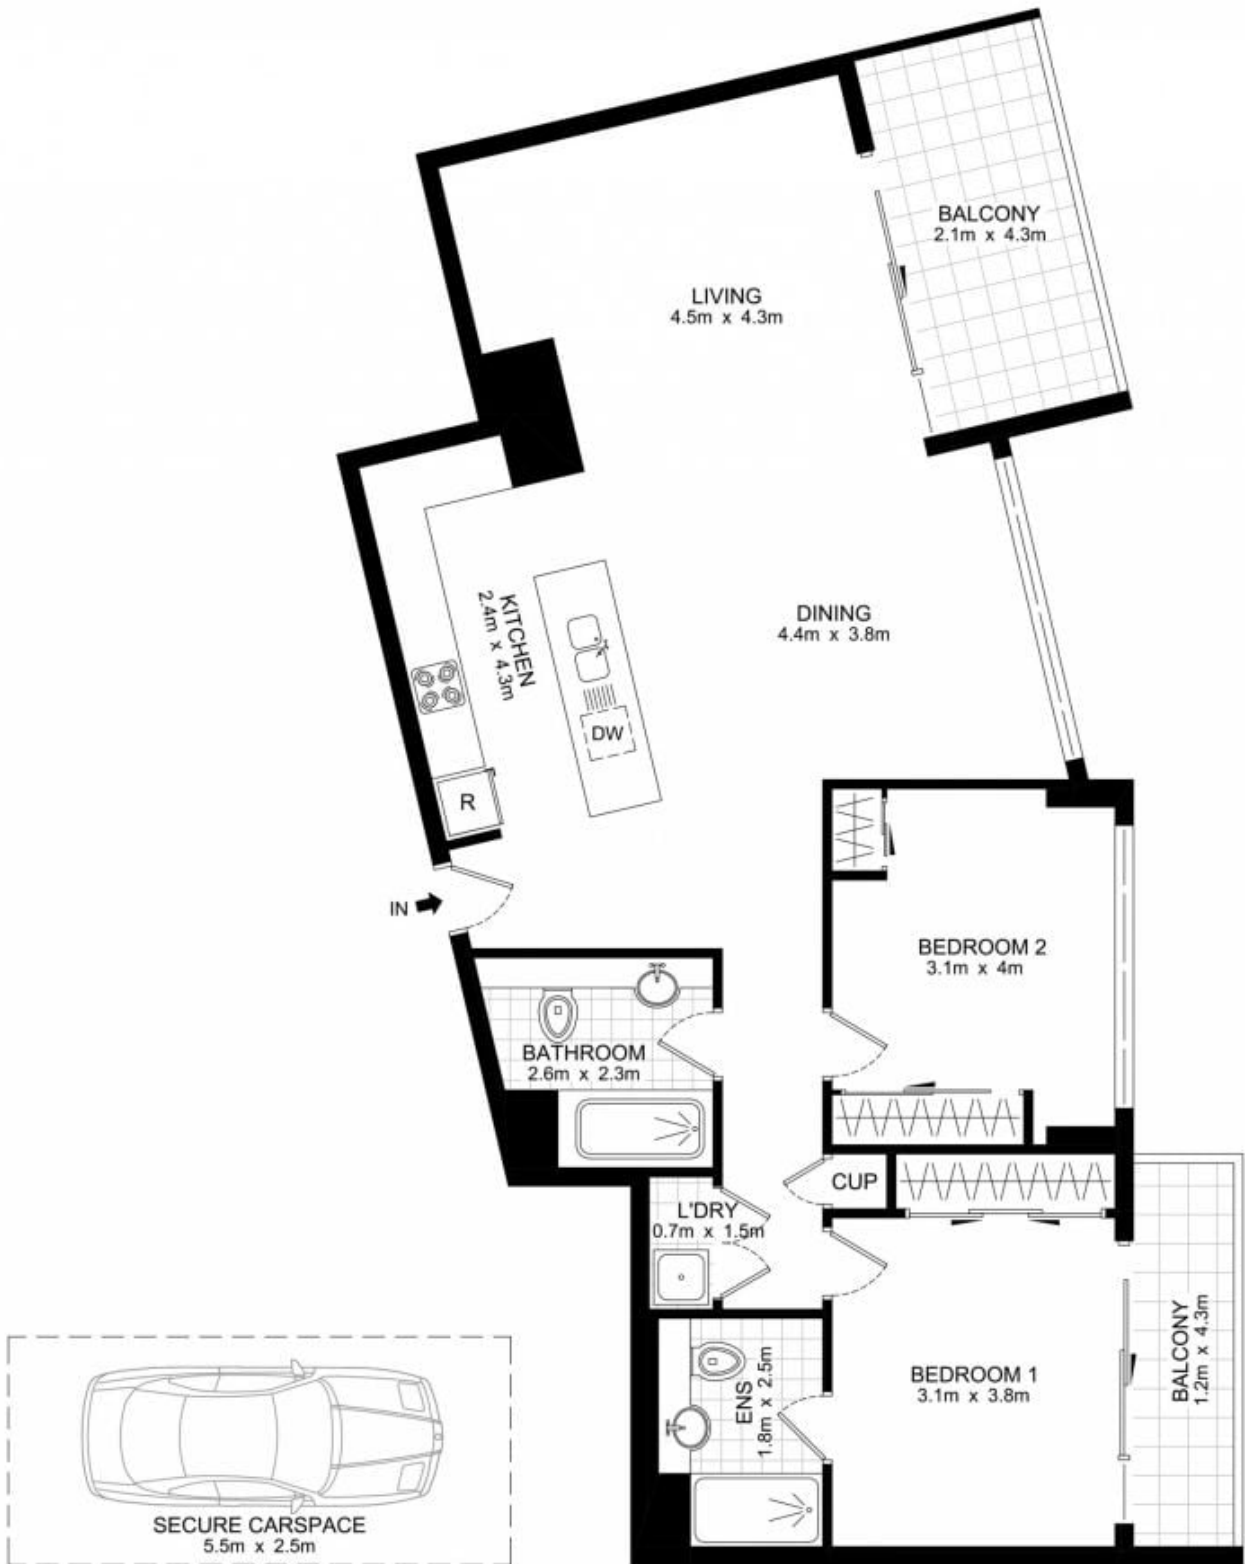 BALCONY
2.1m x 4.3m
LIVING
4.5m x 4.3m
KITCHEN
2.4m x 4.3m
DINING
4.4m x 3.8m
DW
R
IN
BEDROOM 2
3.1m x 4m
BATHROOM
2.6m x 2.3m
CUP
L'DRY
0.7m x 1.5m
BALCONY
1.2m x 4.3m
ENS
1.8m x 2.5m
BEDROOM 1
3.1m x 3.8m
SECURE CARSPACE
5.5m x 2.5m